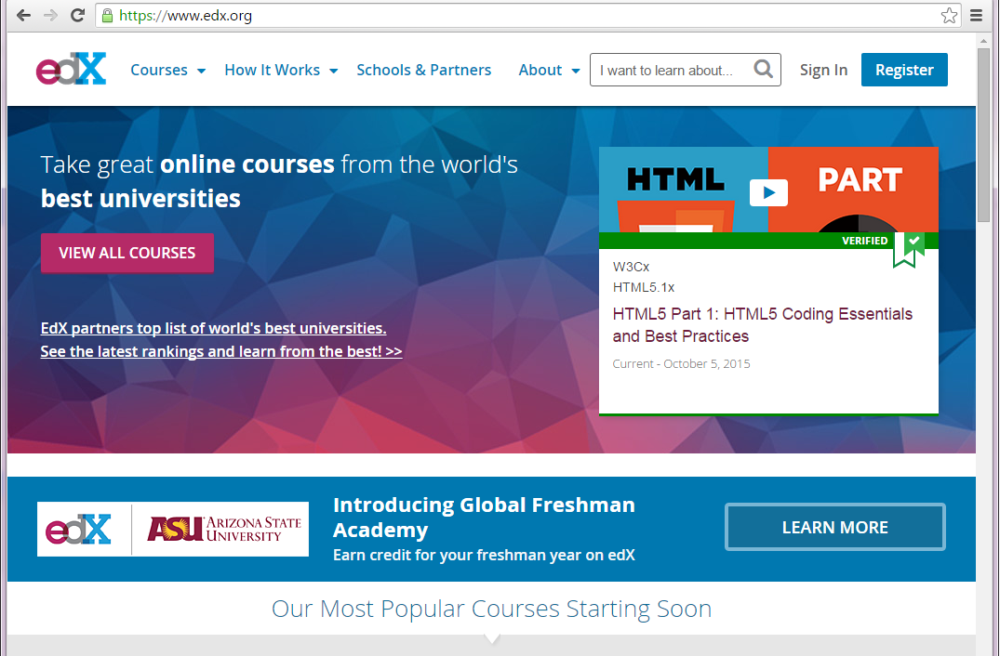 https://www.edx.org
edX
Courses How It Works Schools & Partners About I want to learn about... Sign In Register
Take great online courses from the world's
best universities
VIEW ALL COURSES
EdX partners top list of world's best universities.
See the latest rankings and learn from the best! >>
HTML PART
VERIFIED
W3Cx
HTML5.1x
HTML5 Part 1: HTML5 Coding Essentials
and Best Practices
Current - October 5, 2015
edX ASU ARIZONA STATE
UNIVERSITY
Introducing Global Freshman
Academy
Earn credit for your freshman year on edX
LEARN MORE
Our Most Popular Courses Starting Soon